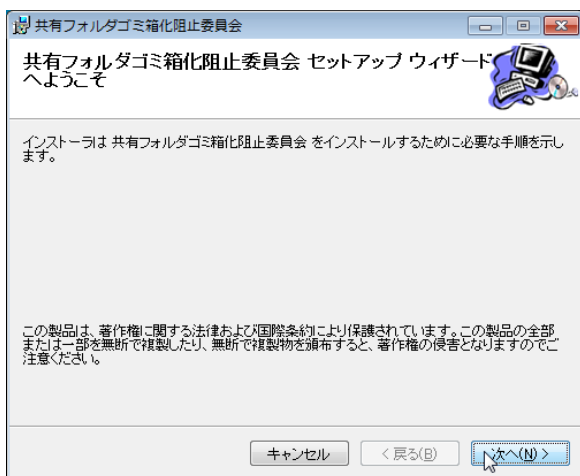 共有フォルダゴミ箱化阻止委員会
共有フォルダゴミ箱化阻止委員会 セットアップ ウィザード
へようこそ
インストーラは 共有フォルダゴミ箱化阻止委員会 をインストールするために必要な手順を示し
ます。
この製品は、著作権に関する法律および国際条約により保護されています。この製品の全部
または一部を無断で複製したり、無断で複製物を頒布すると、著作権の侵害となりますのでご
注意ください。
キャンセル < 戻る(B) 次へ(N) >